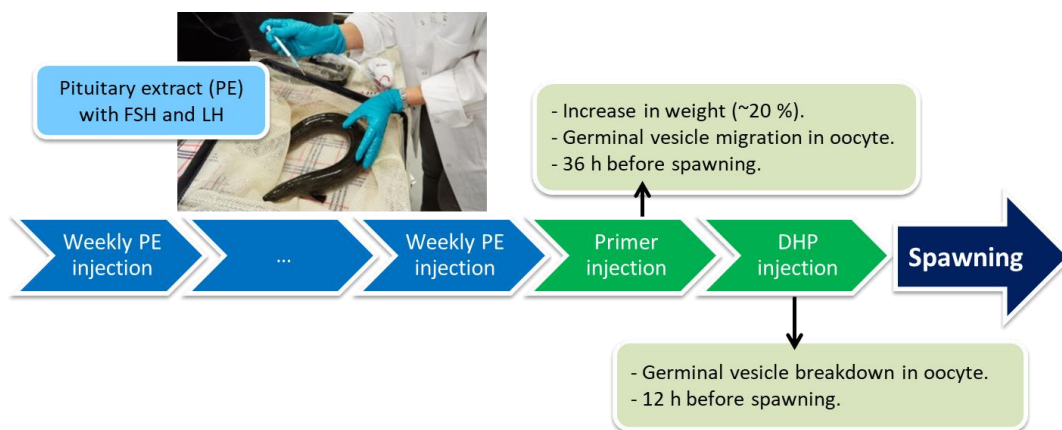 Pituitary extract (PE)
with FSH and LH
- Increase in weight (~20 %).
- Germinal vesicle migration in oocyte.
- 36 h before spawning.
Weekly PE
injection
...
Weekly PE
injection
Primer
injection
DHP
injection
Spawning
- Germinal vesicle breakdown in oocyte.
- 12 h before spawning.